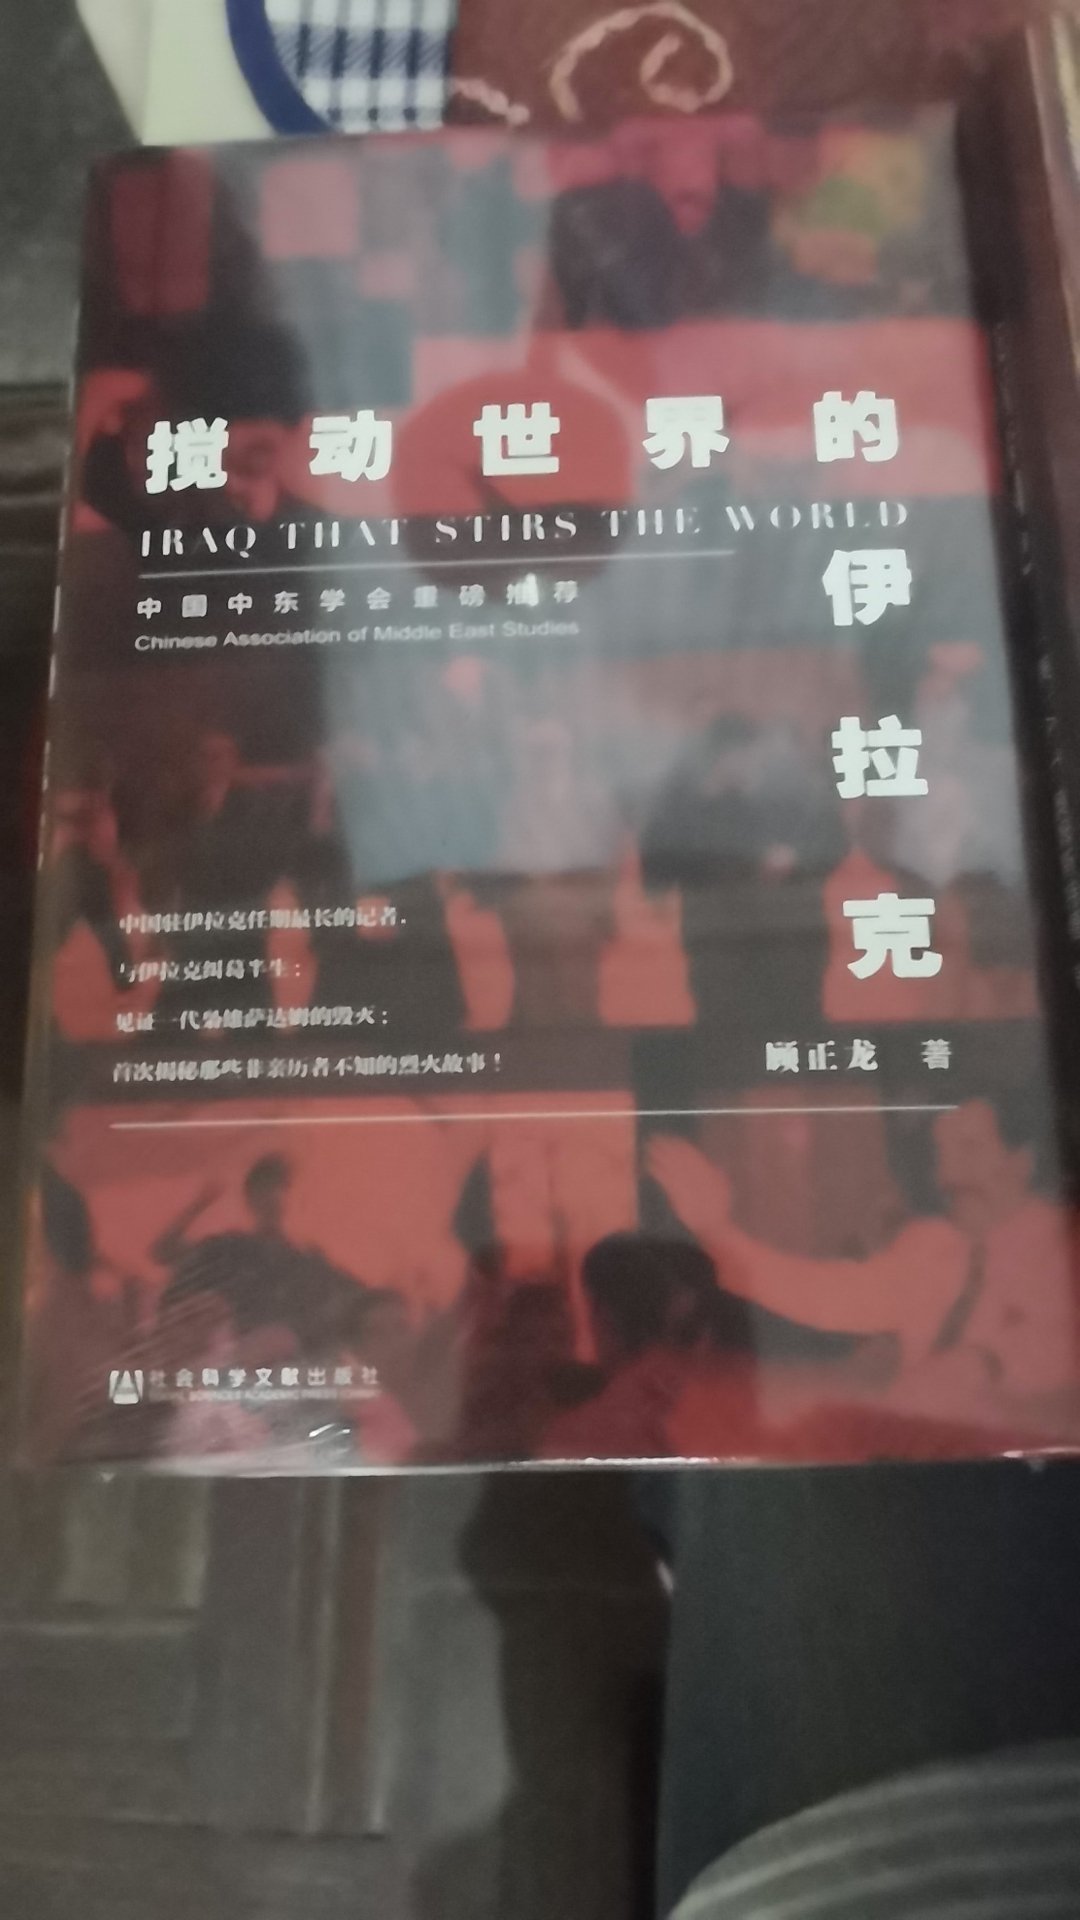 搅动世界的
伊拉克
IRAQ THAT STIRS THE WORLD
中国中东学会重磅推荐
Chinese Association of Middle East Studies
中国驻伊拉克任期最长的记者，
与伊拉克纠葛半生；
见证一代枭雄萨达姆的毁灭；
首次揭秘那些非亲历者不知的烈火故事！
顾正龙 著
社会科学文献出版社